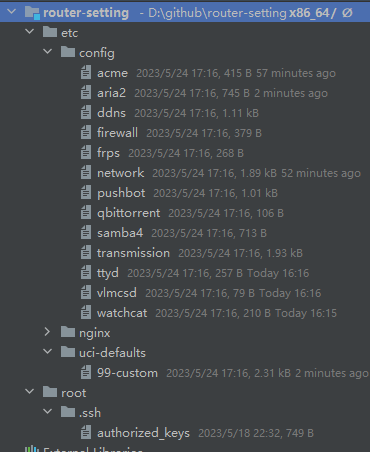 router-setting - D:\github\router-setting x86_64/ Ø
etc
config
acme 2023/5/24 17:16, 415 B 57 minutes ago
aria2 2023/5/24 17:16, 745 B 2 minutes ago
ddns 2023/5/24 17:16, 1.11 kB
firewall 2023/5/24 17:16, 379 B
frps 2023/5/24 17:16, 268 B
network 2023/5/24 17:16, 1.89 kB 52 minutes ago
pushbot 2023/5/24 17:16, 1.01 kB
qbittorrent 2023/5/24 17:16, 106 B
samba4 2023/5/24 17:16, 713 B
transmission 2023/5/24 17:16, 1.93 kB
ttyd 2023/5/24 17:16, 257 B Today 16:16
vlmcsd 2023/5/24 17:16, 79 B Today 16:16
watchcat 2023/5/24 17:16, 210 B Today 16:15
nginx
uci-defaults
99-custom 2023/5/24 17:16, 2.31 kB 2 minutes ago
root
.ssh
authorized_keys 2023/5/18 22:32, 749 B
External Libraries